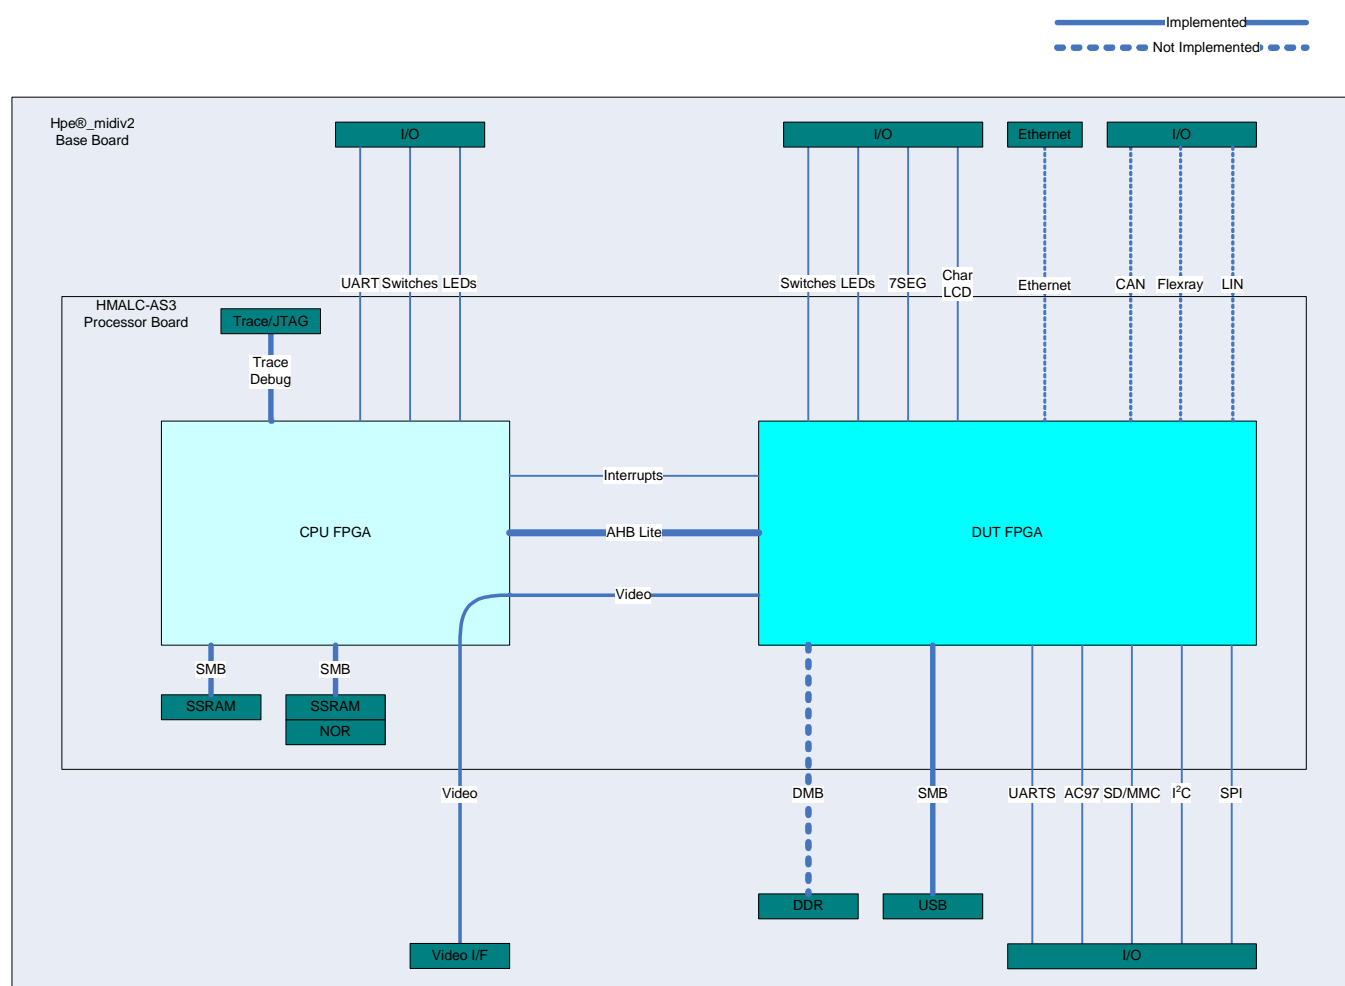 Implemented
Not Implemented
Hpe®_midiv2
Base Board
I/O
I/O
Ethernet
I/O
UART
Switches
LEDs
Switches
LEDs
7SEG
Char
LCD
Ethernet
CAN
Flexray
LIN
HMALC-AS3
Processor Board
Trace/JTAG
Trace
Debug
Interrupts
CPU FPGA
AHB Lite
DUT FPGA
Video
SMB
SMB
SSRAM
SSRAM
NOR
Video
DMB
SMB
UARTS
AC97
SD/MMC
I²C
SPI
DDR
USB
Video I/F
I/O